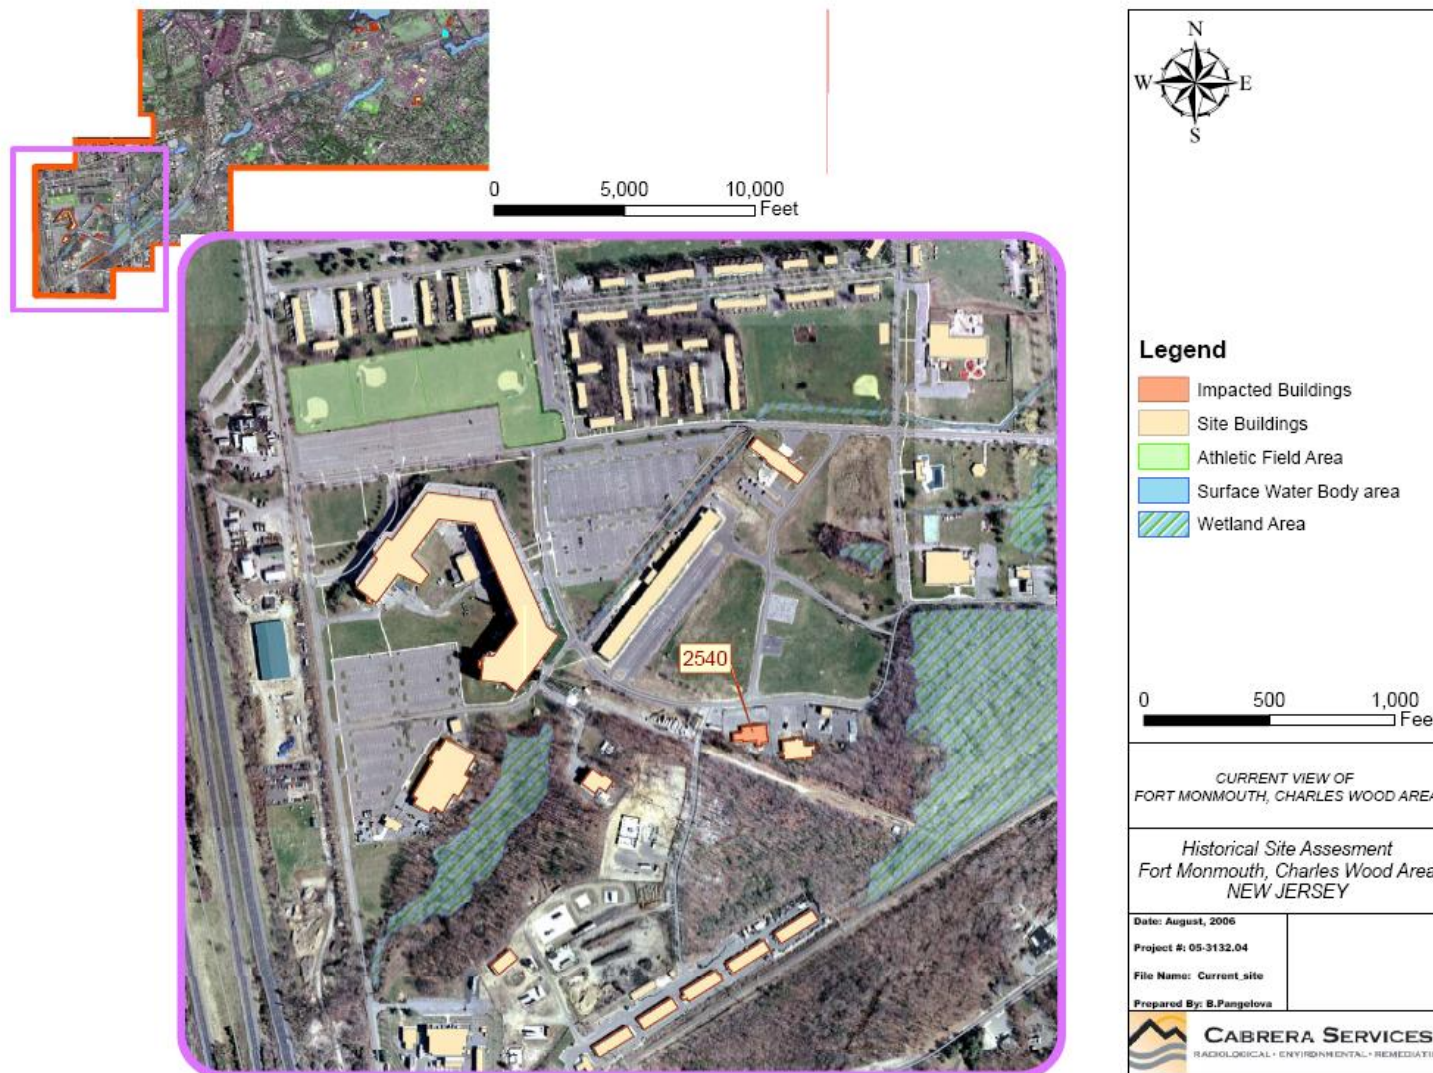 N
W E
S
0 5,000 10,000
Feet
2540
Legend
Impacted Buildings
Site Buildings
Athletic Field Area
Surface Water Body area
Wetland Area
0 500 1,000
Fee
CURRENT VIEW OF
FORT MONMOUTH, CHARLES WOOD AREA
Historical Site Assesment
Fort Monmouth, Charles Wood Area
NEW JERSEY
Date: August, 2006
Project #: 05-3132.04
File Name: Current_site
Prepared By: B.Pangelova
CABRERA SERVICES
RADIOLOGICAL · ENVIRONMENTAL · REMEDIATI